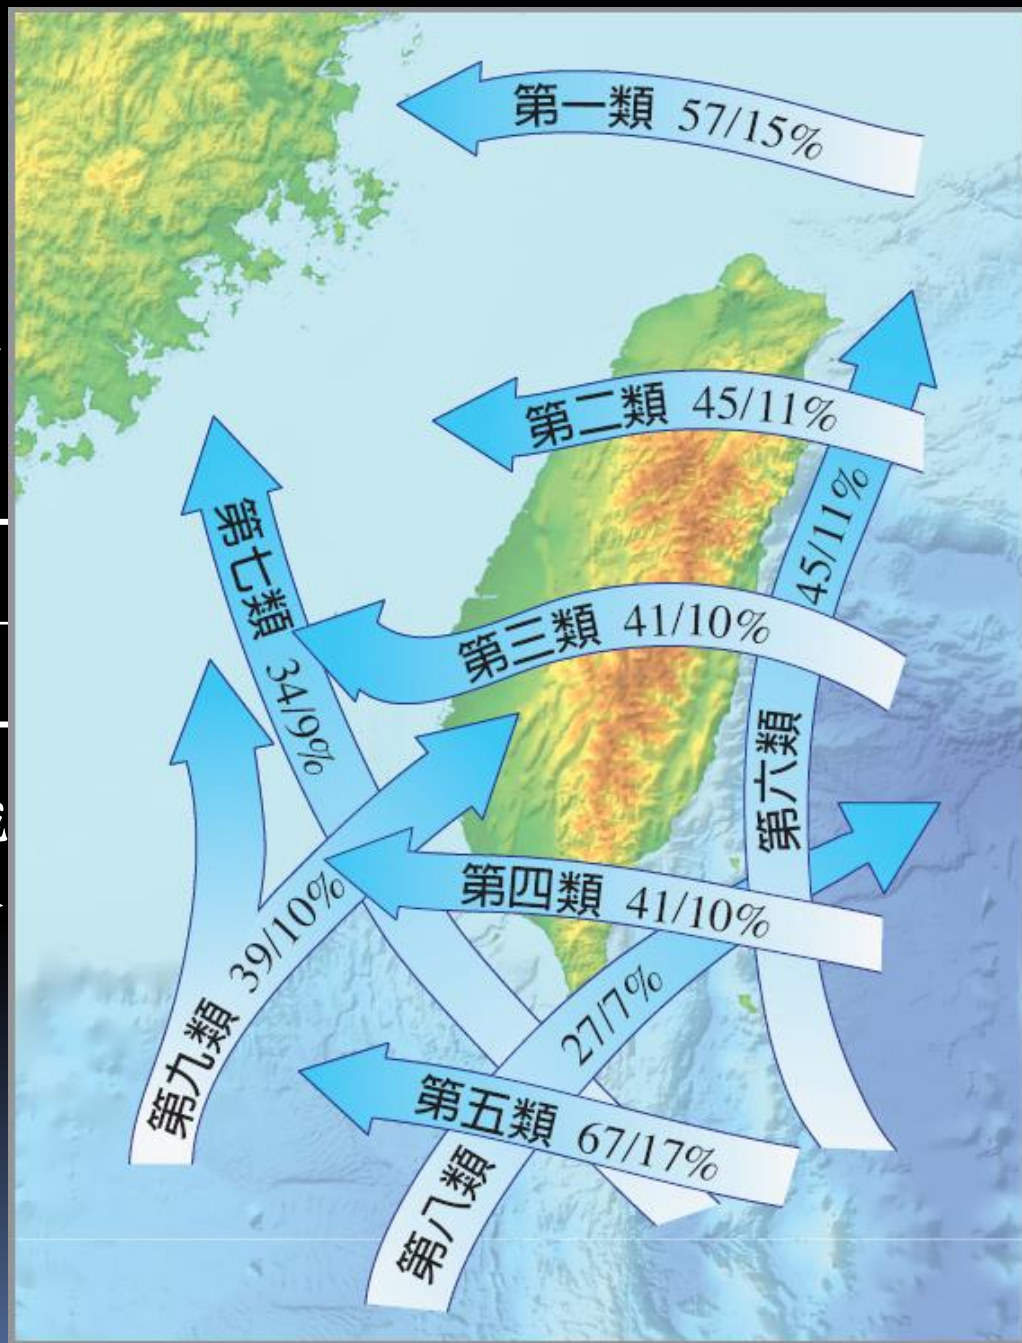 第一類 57/15%
第二類 45/11%
第七類 34/9%
45/11%
第三類 41/10%
第六類
第四類 41/10%
第九類 39/10%
27/7%
第五類 67/17%
第八類